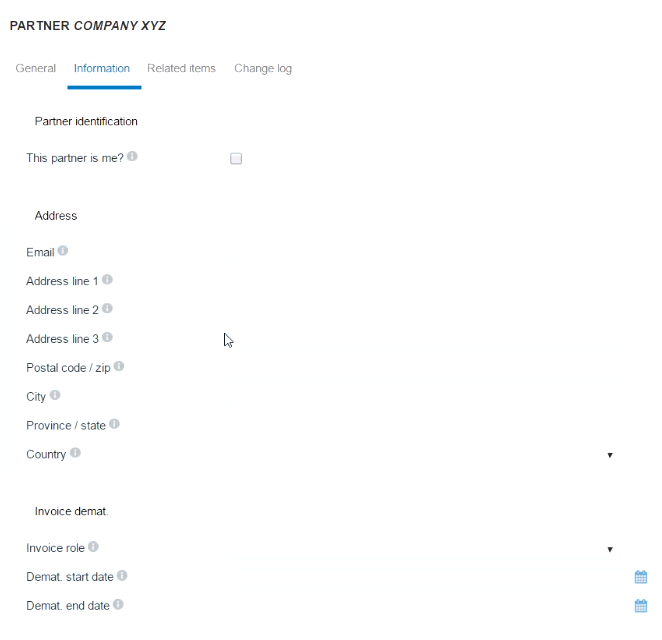 PARTNER COMPANY XYZ
General Information Related items Change log
Partner identification
This partner is me?
Address
Email
Address line 1
Address line 2
Address line 3
Postal code / zip
City
Province / state
Country
Invoice demat.
Invoice role
Demat. start date
Demat. end date